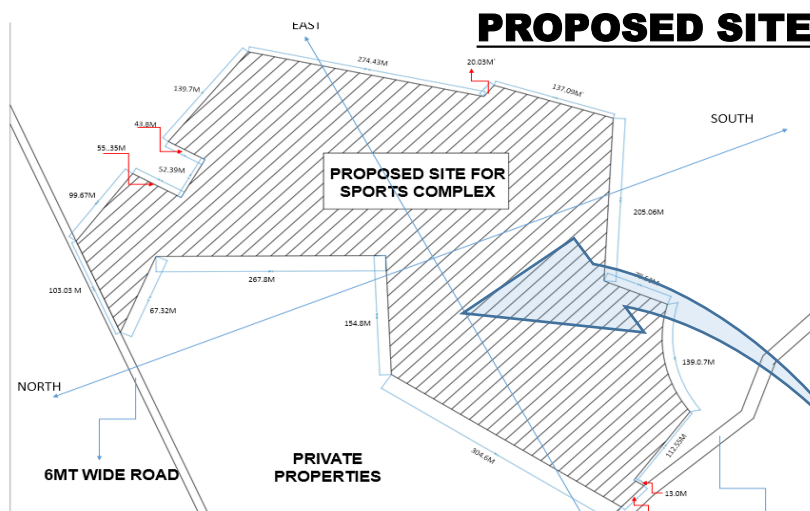 PROPOSED SITE
EAST
274.43M
20.03M
137.09M
139.7M
SOUTH
43.8M
55..35M
52.39M
PROPOSED SITE FOR
SPORTS COMPLEX
99.67M
205.06M
267.8M
103.03 M
67.32M
154.8M
139.0.7M
NORTH
112.55M
304.6M
6MT WIDE ROAD
PRIVATE
PROPERTIES
13.0M